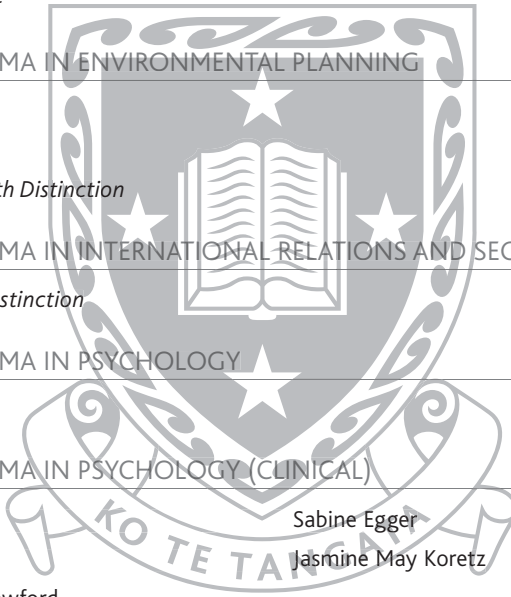 MA IN ENVIRONMENTAL PLANNING
th Distinction
MA IN INTERNATIONAL RELATIONS AND SEC
stinction
MA IN PSYCHOLOGY
MA IN PSYCHOLOGY (CLINICAL)
Sabine Egger
Jasmine May Koretz
wford
KO TE TANGATA